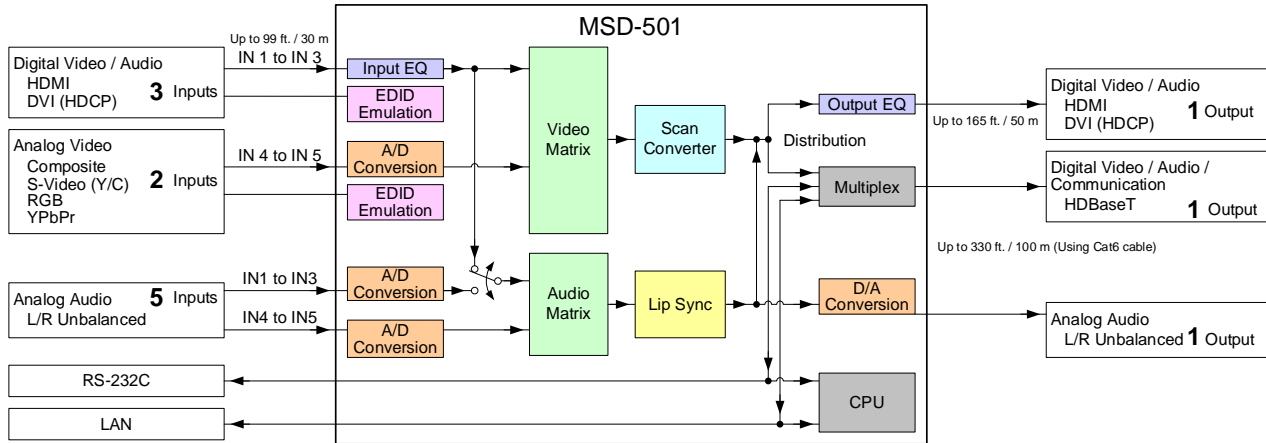 MSD-501
Up to 99 ft. / 30 m
IN 1 to IN 3
Digital Video / Audio
HDMI
DVI (HDCP)
3 Inputs
Input EQ
EDID
Emulation
Analog Video
Composite
S-Video (Y/C)
RGB
YPbPr
2 Inputs
IN 4 to IN 5
A/D
Conversion
EDID
Emulation
Video
Matrix
Scan
Converter
Distribution
Output EQ
Multiplex
Up to 165 ft. / 50 m
Digital Video / Audio
HDMI
DVI (HDCP)
1 Output
Digital Video / Audio /
Communication
HDBaseT
1 Output
Up to 330 ft. / 100 m (Using Cat6 cable)
Analog Audio
L/R Unbalanced
5 Inputs
IN1 to IN3
IN4 to IN5
A/D
Conversion
A/D
Conversion
Audio
Matrix
Lip Sync
D/A
Conversion
Analog Audio
L/R Unbalanced 1 Output
RS-232C
LAN
CPU